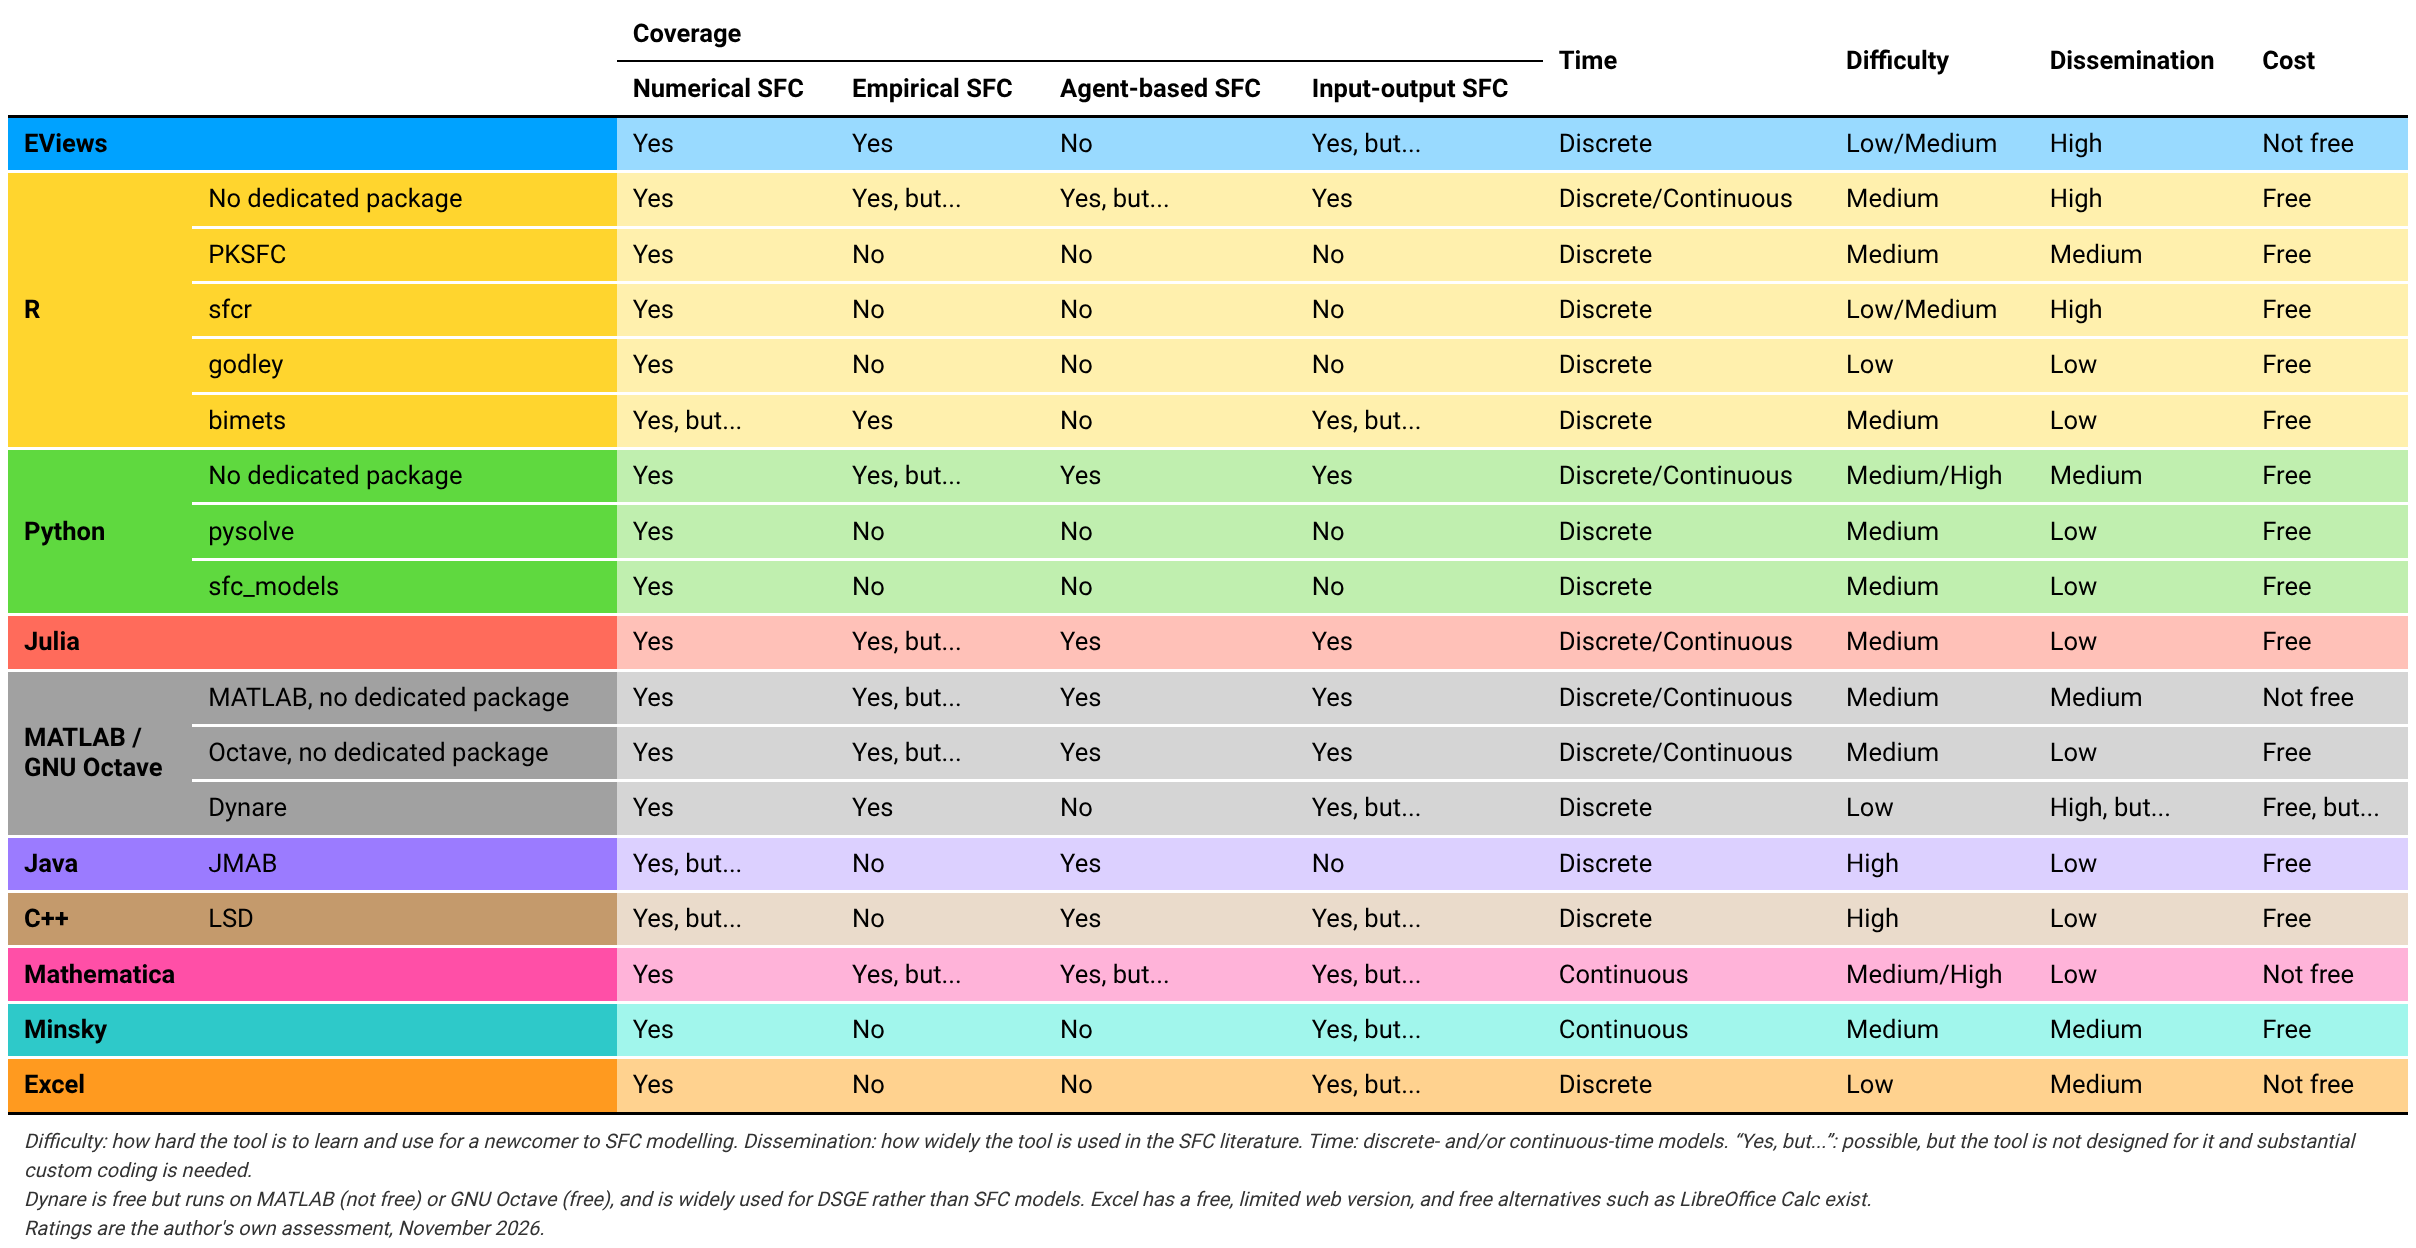 Coverage
Time Difficulty Dissemination Cost
Numerical SFC Empirical SFC Agent-based SFC Input-output SFC
EViews Yes Yes No Yes, but... Discrete Low/Medium High Not free
R
No dedicated package Yes Yes, but... Yes, but... Yes Discrete/Continuous Medium High Free
PKSFC Yes No No No Discrete Medium Medium Free
sfcr Yes No No No Discrete Low/Medium High Free
godley Yes No No No Discrete Low Low Free
bimets Yes, but... Yes No Yes, but... Discrete Medium Low Free
Python
No dedicated package Yes Yes, but... Yes Yes Discrete/Continuous Medium/High Medium Free
pysolve Yes No No No Discrete Medium Low Free
sfc_models Yes No No No Discrete Medium Low Free
Julia Yes Yes, but... Yes Yes Discrete/Continuous Medium Low Free
MATLAB /
GNU Octave
MATLAB, no dedicated package Yes Yes, but... Yes Yes Discrete/Continuous Medium Medium Not free
Octave, no dedicated package Yes Yes, but... Yes Yes Discrete/Continuous Medium Low Free
Dynare Yes Yes No Yes, but... Discrete Low High, but... Free, but...
Java JMAB Yes, but... No Yes No Discrete High Low Free
C++ LSD Yes, but... No Yes Yes, but... Discrete High Low Free
Mathematica Yes Yes, but... Yes, but... Yes, but... Continuous Medium/High Low Not free
Minsky Yes No No Yes, but... Continuous Medium Medium Free
Excel Yes No No Yes, but... Discrete Low Medium Not free
Difficulty: how hard the tool is to learn and use for a newcomer to SFC modelling. Dissemination: how widely the tool is used in the SFC literature. Time: discrete- and/or continuous-time models. “Yes, but...”: possible, but the tool is not designed for it and substantial
custom coding is needed.
Dynare is free but runs on MATLAB (not free) or GNU Octave (free), and is widely used for DSGE rather than SFC models. Excel has a free, limited web version, and free alternatives such as LibreOffice Calc exist.
Ratings are the author's own assessment, November 2026.